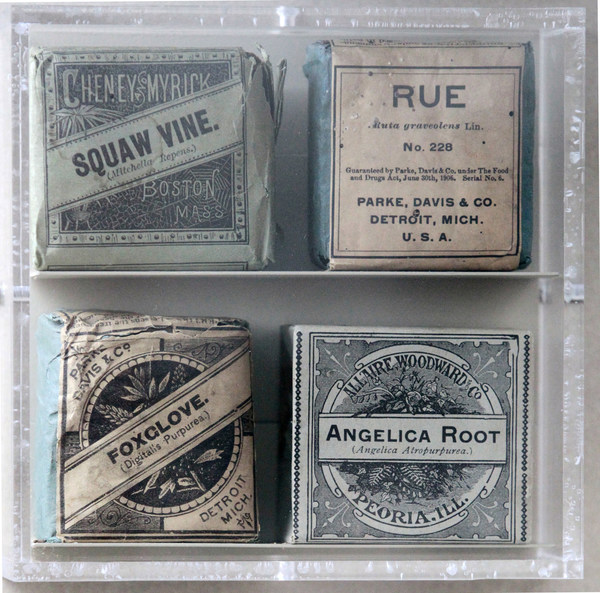 CHENEY & MYRICK
SQUAW VINE.
(Mitchella Repens.)
BOSTON
MASS
RUE
Ruta graveolens Lin.
No. 228
Guaranteed by Parke, Davis & Co. under The Food
and Drugs Act, June 30th, 1906. Serial No. 6.
PARKE, DAVIS & CO.
DETROIT, MICH.
U. S. A.
PARKE
DAVIS & CO
FOXGLOVE.
(Digitalis Purpurea.)
DETROIT
MICH.
ALLAIRE, WOODWARD & CO
ANGELICA ROOT
(Angelica Atropurpurea.)
PEORIA, ILL.